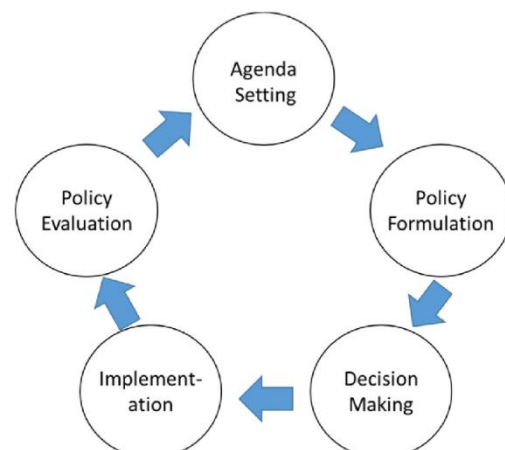 Agenda
Setting
Policy
Formulation
Decision
Making
Implement-
ation
Policy
Evaluation